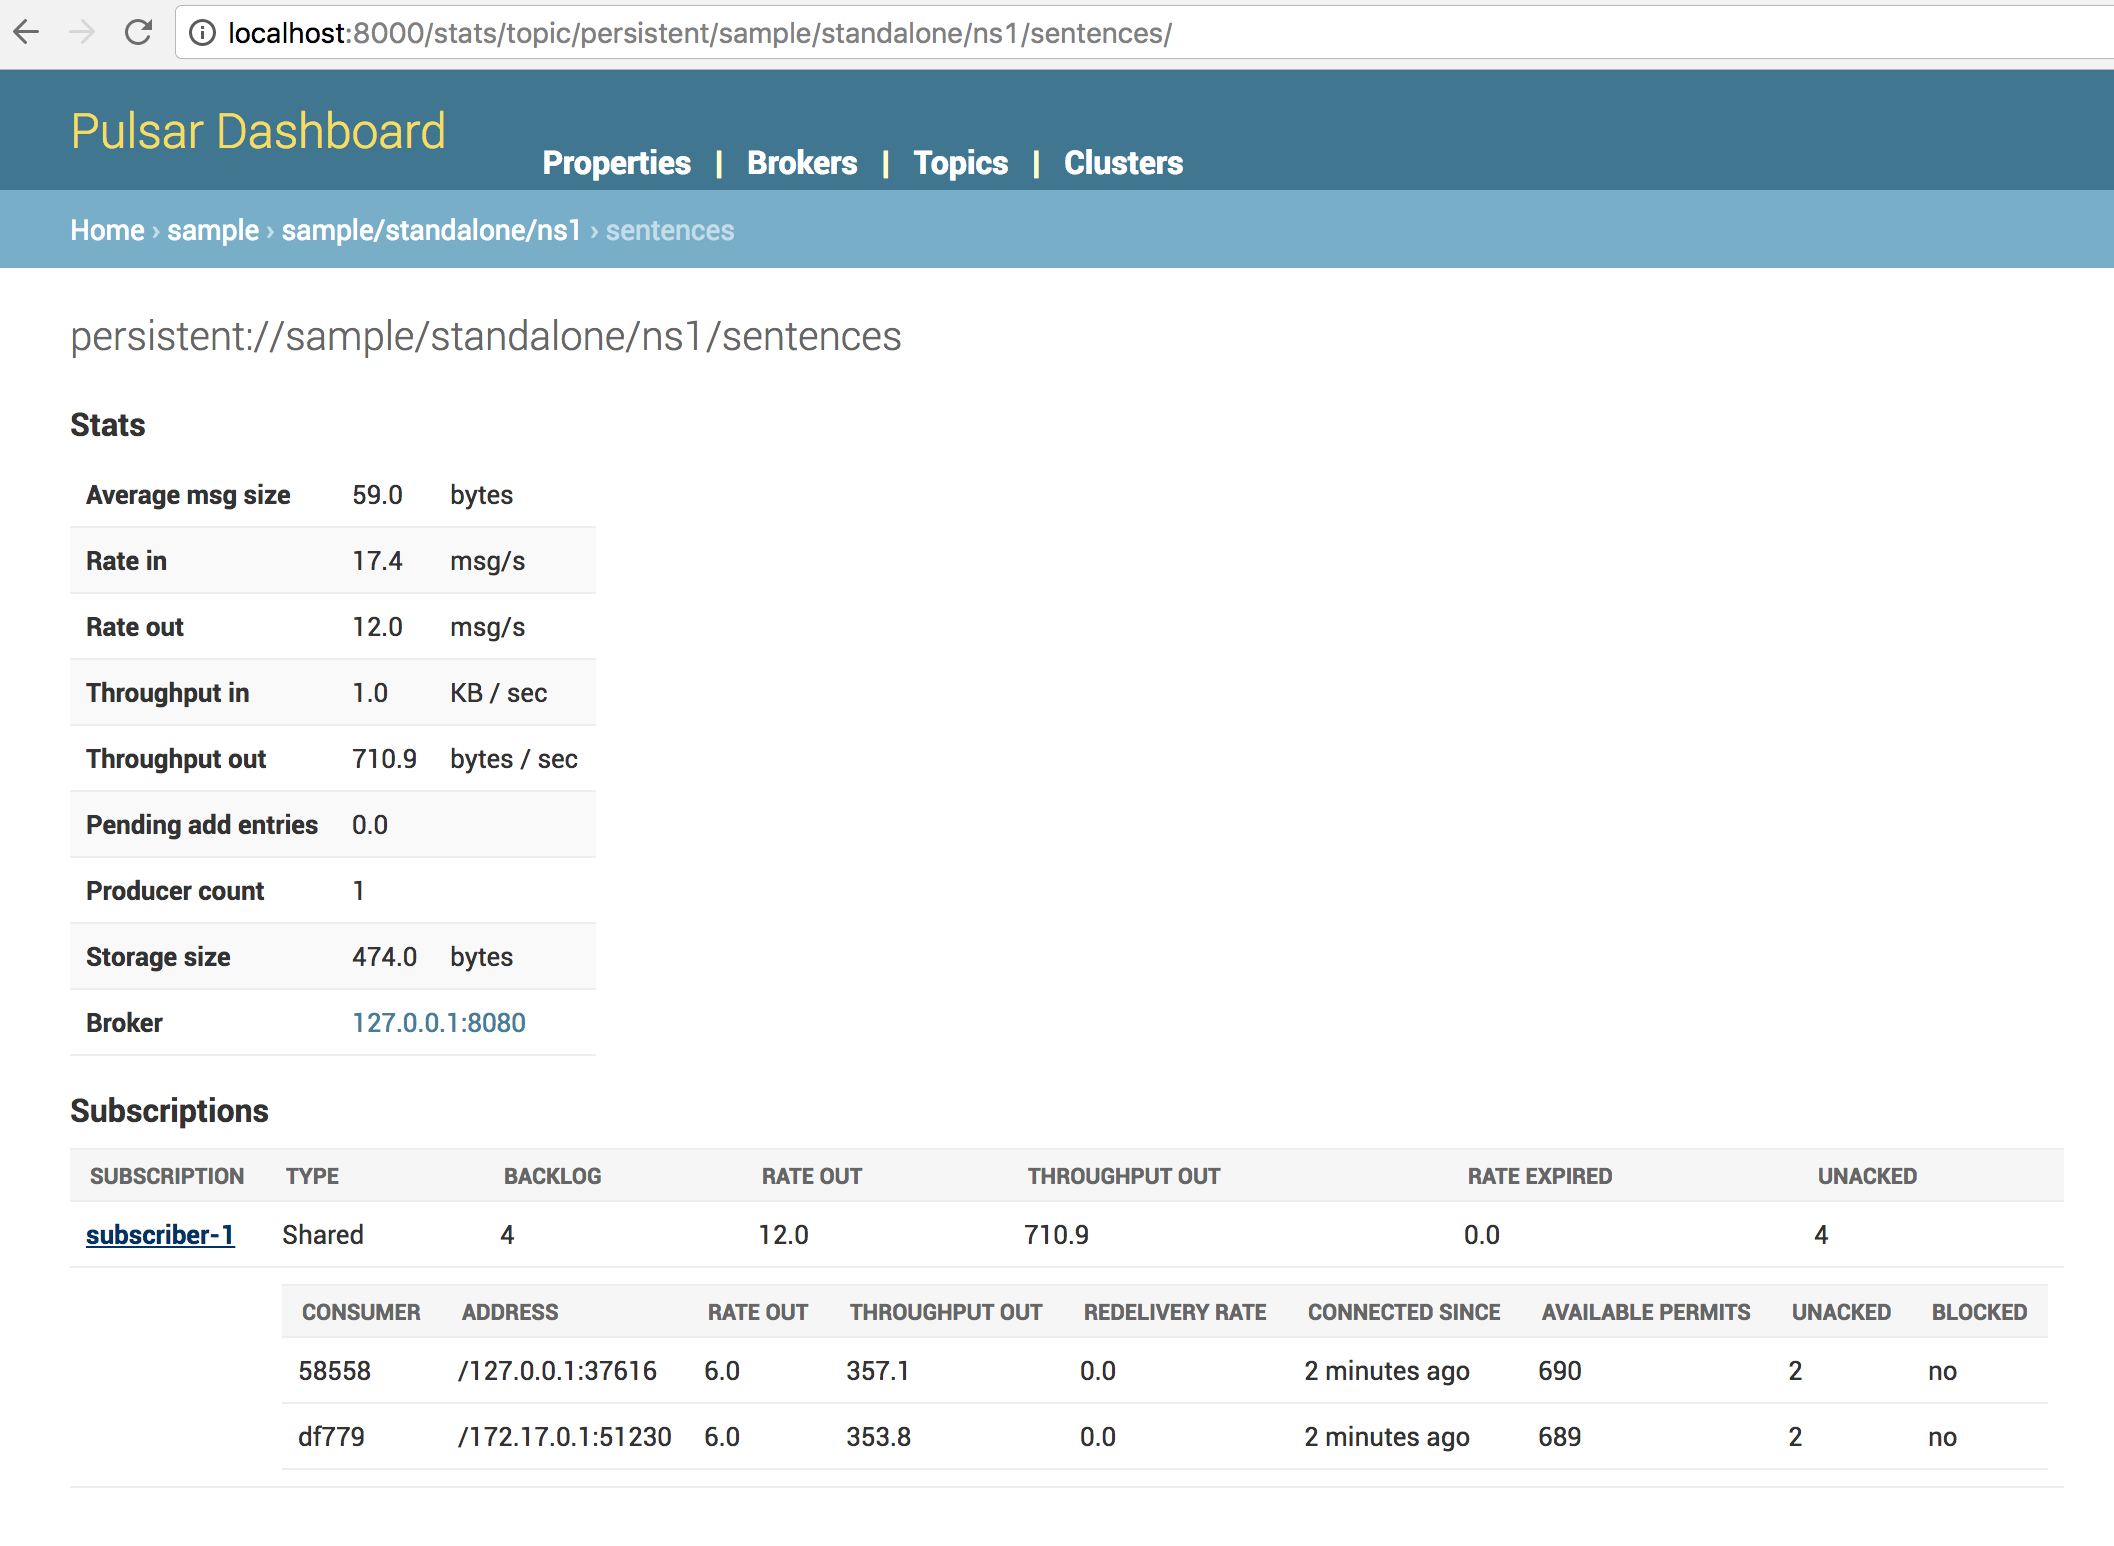 localhost:8000/stats/topic/persistent/sample/standalone/ns1/sentences/
Pulsar Dashboard
Properties | Brokers | Topics | Clusters
Home › sample › sample/standalone/ns1 › sentences
persistent://sample/standalone/ns1/sentences
Stats
Average msg size 59.0 bytes
Rate in 17.4 msg/s
Rate out 12.0 msg/s
Throughput in 1.0 KB / sec
Throughput out 710.9 bytes / sec
Pending add entries 0.0
Producer count 1
Storage size 474.0 bytes
Broker 127.0.0.1:8080
Subscriptions
SUBSCRIPTION TYPE BACKLOG RATE OUT THROUGHPUT OUT RATE EXPIRED UNACKED
subscriber-1 Shared 4 12.0 710.9 0.0 4
CONSUMER ADDRESS RATE OUT THROUGHPUT OUT REDELIVERY RATE CONNECTED SINCE AVAILABLE PERMITS UNACKED BLOCKED
58558 /127.0.0.1:37616 6.0 357.1 0.0 2 minutes ago 690 2 no
df779 /172.17.0.1:51230 6.0 353.8 0.0 2 minutes ago 689 2 no